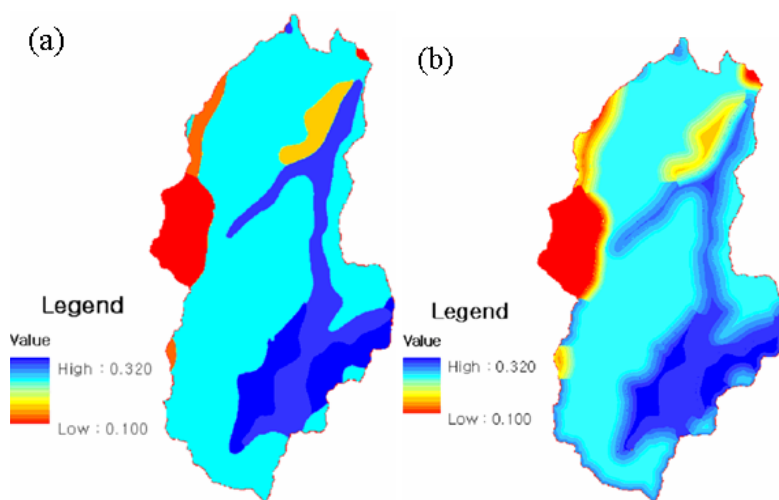 (a)
Legend
Value
High : 0.320
Low : 0.100
(b)
Legend
Value
High : 0.320
Low : 0.100